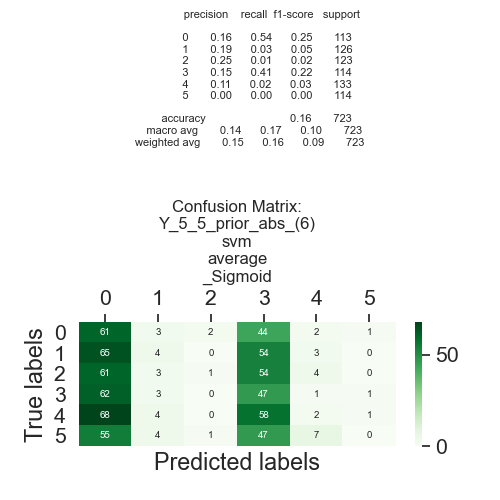 precision recall f1-score support
0 0.16 0.54 0.25 113
1 0.19 0.03 0.05 126
2 0.25 0.01 0.02 123
3 0.15 0.41 0.22 114
4 0.11 0.02 0.03 133
5 0.00 0.00 0.00 114
accuracy 0.16 723
macro avg 0.14 0.17 0.10 723
weighted avg 0.15 0.16 0.09 723
Confusion Matrix:
Y_5_5_prior_abs_(6)
svm
average
_Sigmoid
0 1 2 3 4 5
0 61 3 2 44 2 1
1 65 4 0 54 3 0
2 61 3 1 54 4 0
3 62 3 0 47 1 1
4 68 4 0 58 2 1
5 55 4 1 47 7 0
True labels
Predicted labels
50
0